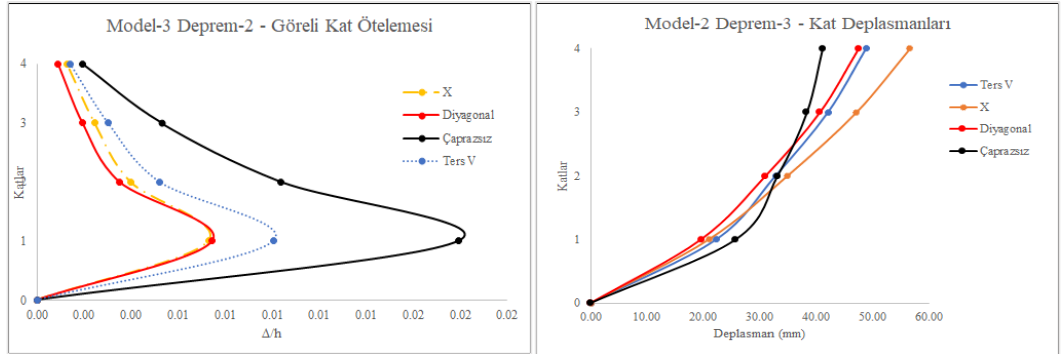 Model-3 Deprem-2 - Göreli Kat Ötelemesi
4
3
2
1
0
Katlar
X
Diyagonal
Çaprazsız
Ters V
0.00 0.00 0.00 0.01 0.01 0.01 0.01 0.01 0.02 0.02 0.02
Δ/h
Model-2 Deprem-3 - Kat Deplasmanları
4
3
2
1
0
Katlar
Ters V
X
Diyagonal
Çaprazsız
0.00 10.00 20.00 30.00 40.00 50.00 60.00
Deplasman (mm)